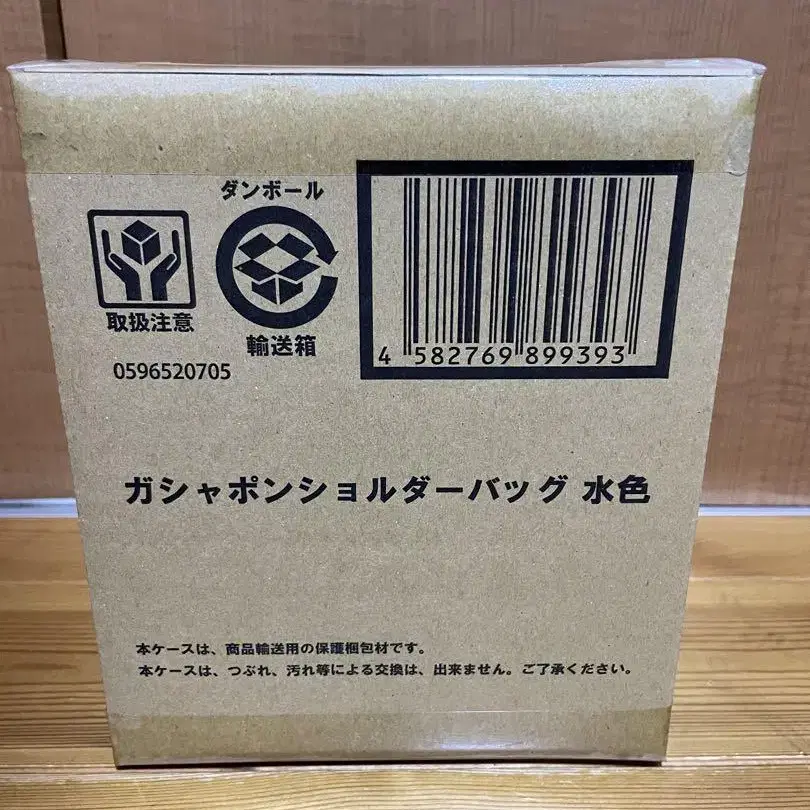 ダンボール
取扱注意
輸送箱
0596520705
4 582769 899393
ガシャポンショルダーバッグ 水色
本ケースは、商品輸送用の保護梱包材です。
本ケースは、つぶれ、汚れ等による交換は、出来ません。ご了承ください。